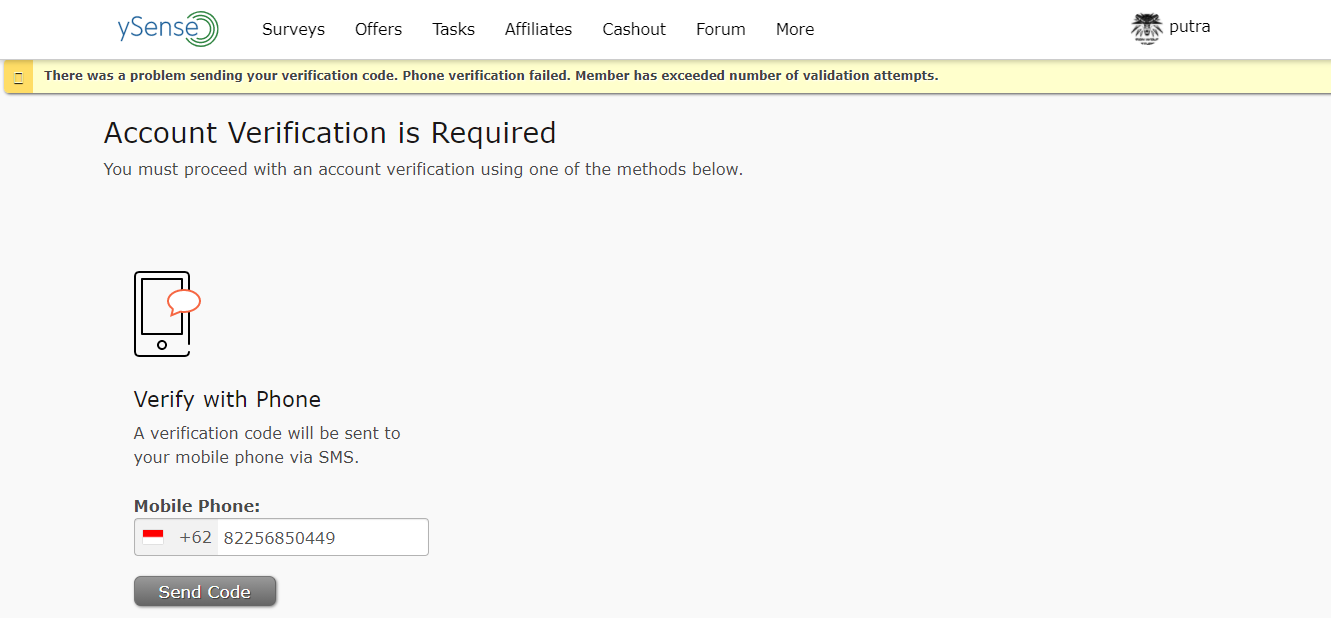 ySense Surveys Offers Tasks Affiliates Cashout Forum More putra
There was a problem sending your verification code. Phone verification failed. Member has exceeded number of validation attempts.
Account Verification is Required
You must proceed with an account verification using one of the methods below.
Verify with Phone
A verification code will be sent to
your mobile phone via SMS.
Mobile Phone:
+62 82256850449
Send Code